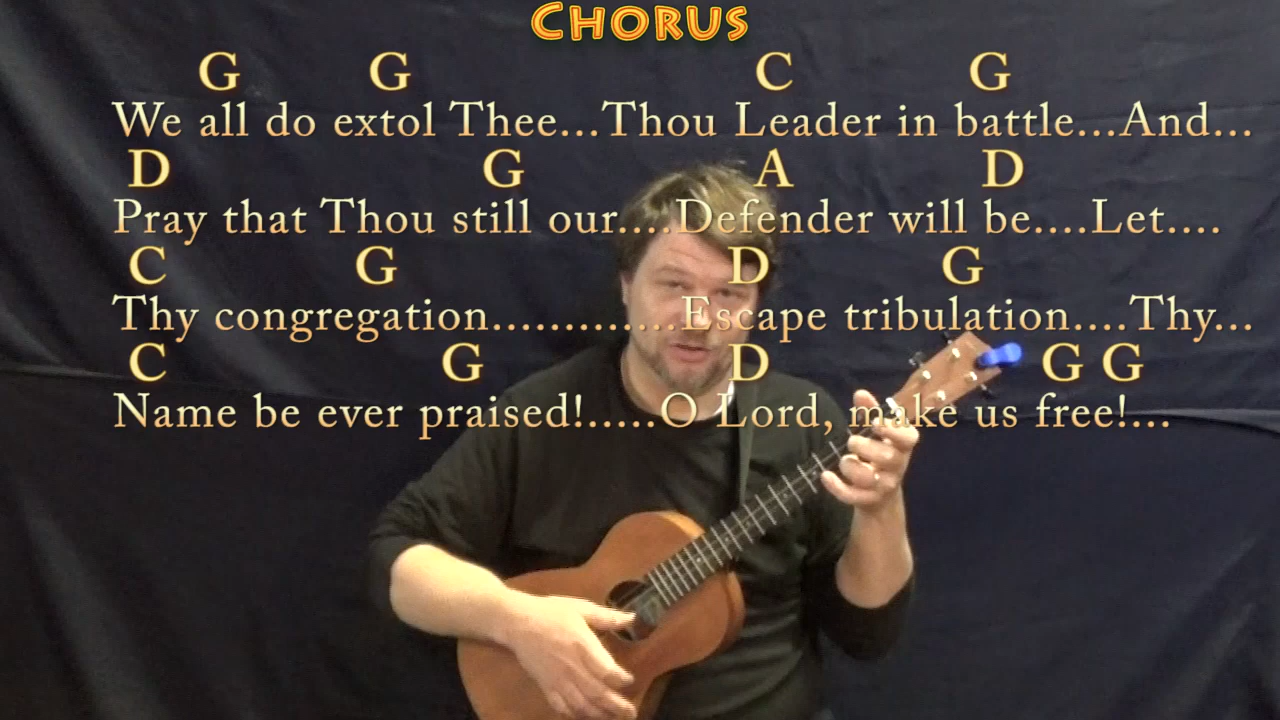 CHORUS
G G C G
We all do extol Thee...Thou Leader in battle...And...
D G A D
Pray that Thou still our....Defender will be....Let....
C G D G
Thy congregation.............Escape tribulation....Thy...
C G D G G
Name be ever praised!.....O Lord, make us free!...